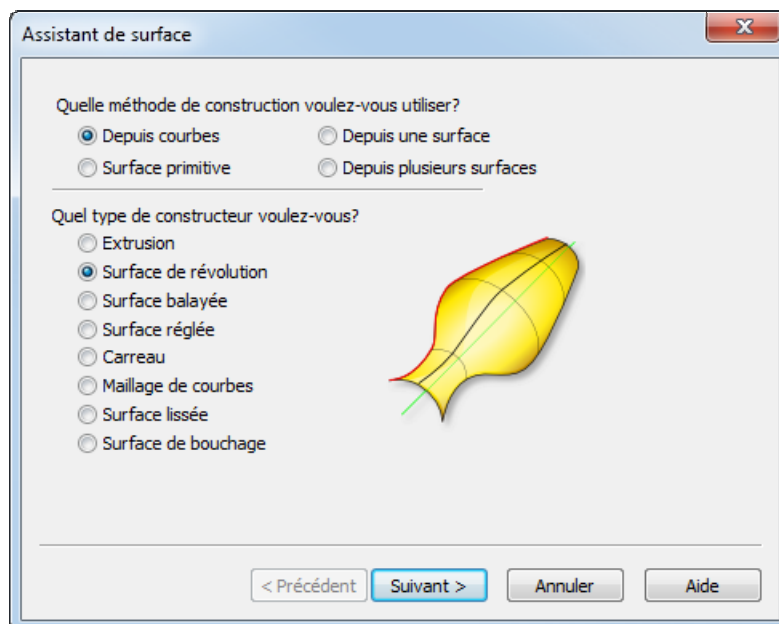 Assistant de surface
Quelle méthode de construction voulez-vous utiliser?
Depuis courbes
Depuis une surface
Surface primitive
Depuis plusieurs surfaces
Quel type de constructeur voulez-vous?
Extrusion
Surface de révolution
Surface balayée
Surface réglée
Carreau
Maillage de courbes
Surface lissée
Surface de bouchage
< Précédent
Suivant >
Annuler
Aide